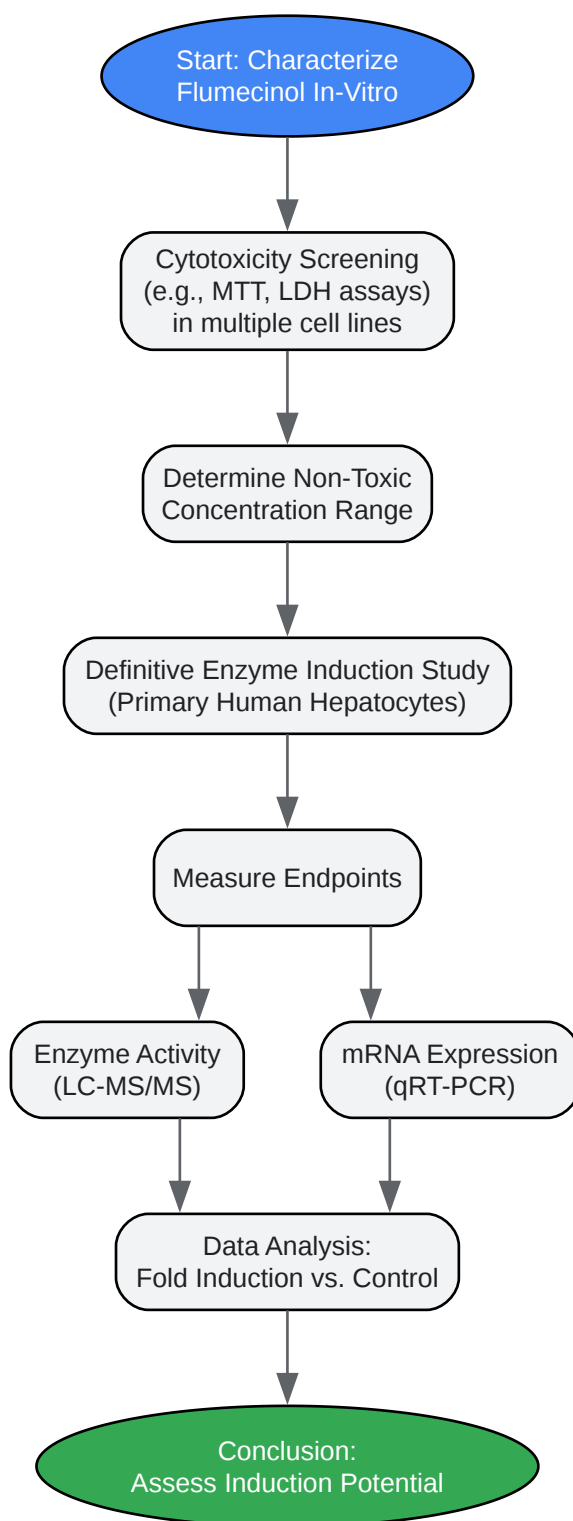 Start: Characterize
Flumecinol In-Vitro
Cytotoxicity Screening
(e.g., MTT, LDH assays)
in multiple cell lines
Determine Non-Toxic
Concentration Range
Definitive Enzyme Induction Study
(Primary Human Hepatocytes)
Measure Endpoints
Enzyme Activity
(LC-MS/MS)
mRNA Expression
(qRT-PCR)
Data Analysis:
Fold Induction vs. Control
Conclusion:
Assess Induction Potential